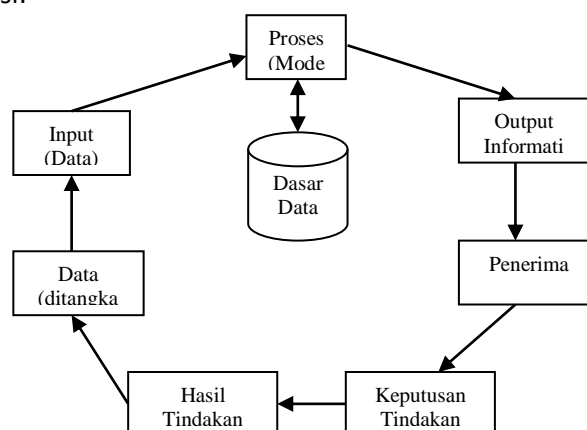 Proses
(Mode
Input
(Data)
Output
Informati
Dasar
Data
Penerima
Data
(ditangka
Hasil
Tindakan
Keputusan
Tindakan